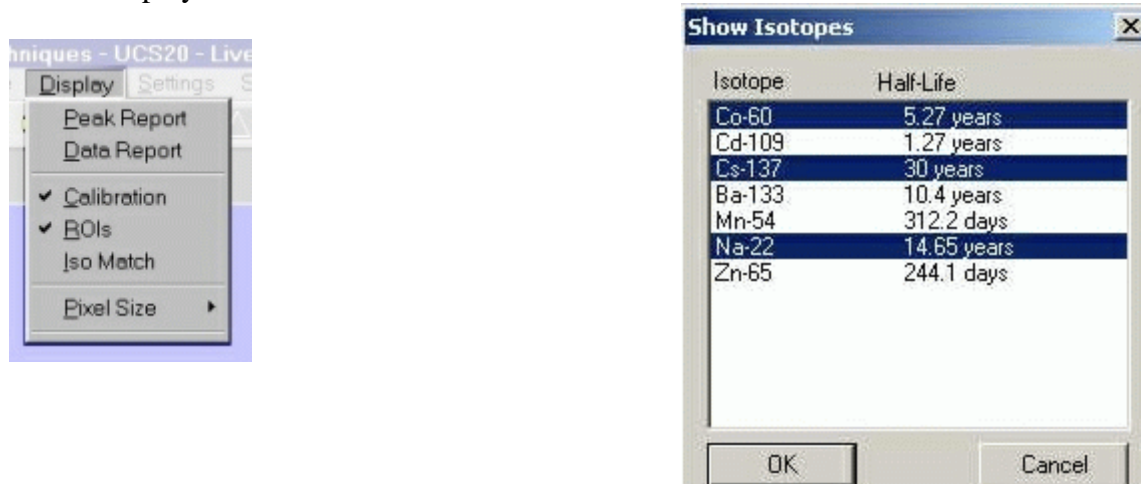 hniques - UCS20 - Live
Display Settings S
Peak Report
Data Report
Calibration
ROIs
Iso Match
Pixel Size
Show Isotopes
Isotope Half-Life
Co-60 5.27 years
Cd-109 1.27 years
Cs-137 30 years
Ba-133 10.4 years
Mn-54 312.2 days
Na-22 14.65 years
Zn-65 244.1 days
OK Cancel